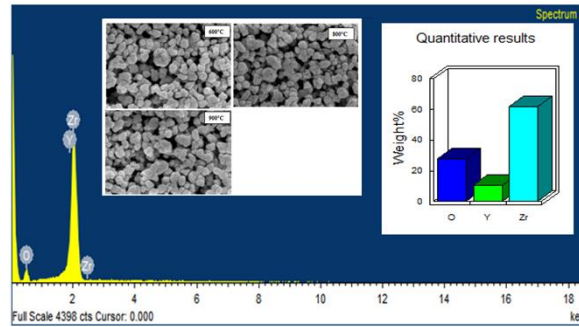 Spectrum
600°C
800°C
900°C
Quantitative results
Weight%
80
60
40
20
0
O Y Zr
Zr
Y
O
Zr
2 4 6 8 10 12 14 16 18
Full Scale 4398 cts Cursor: 0.000
ke